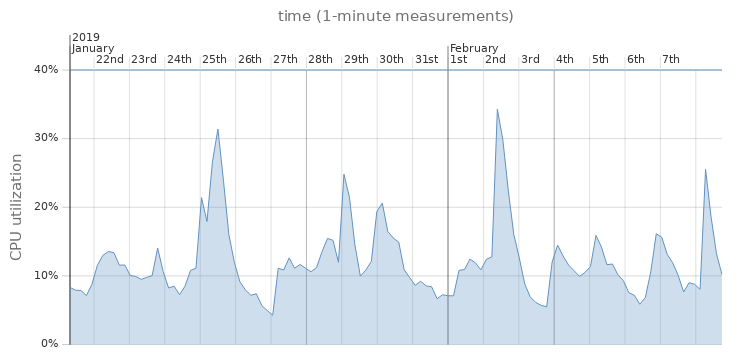 time (1-minute measurements)
2019
January
February
22nd 23rd 24th 25th 26th 27th 28th 29th 30th 31st 1st 2nd 3rd 4th 5th 6th 7th
40%
30%
20%
10%
0%
CPU utilization